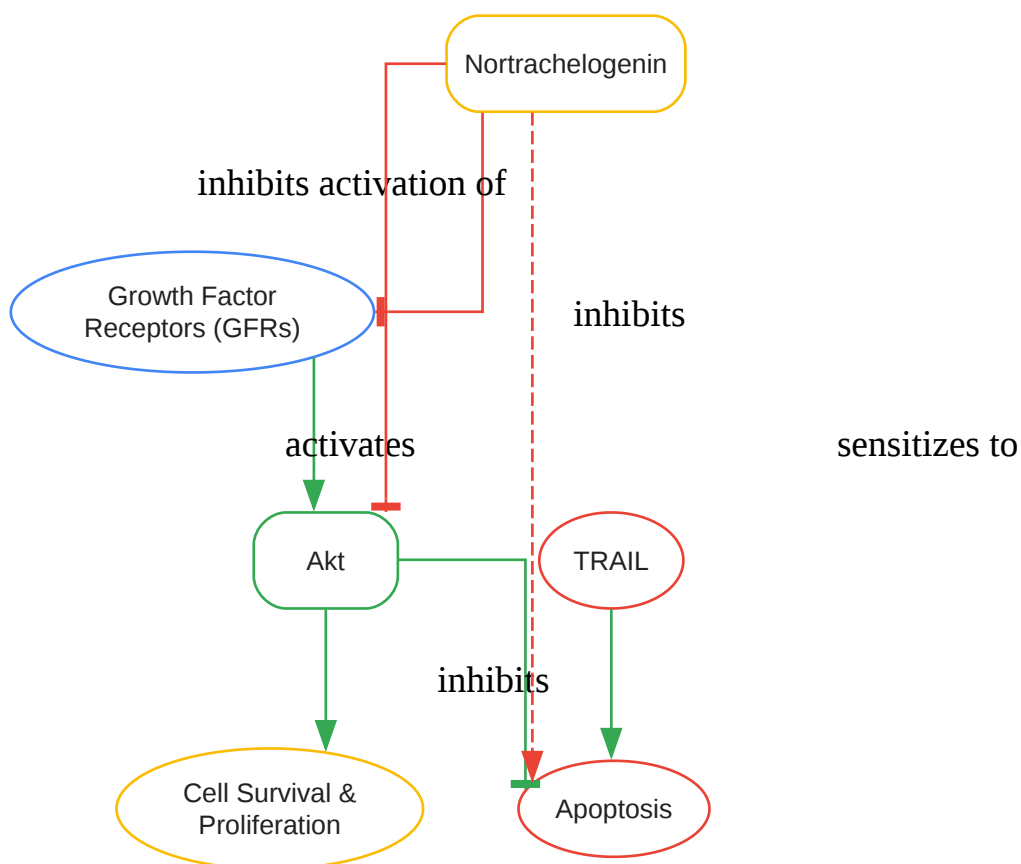 Nortrachelogenin
inhibits activation of
Growth Factor
Receptors (GFRs)
inhibits
activates
sensitizes to
Akt
TRAIL
inhibits
Cell Survival &
Proliferation
Apoptosis